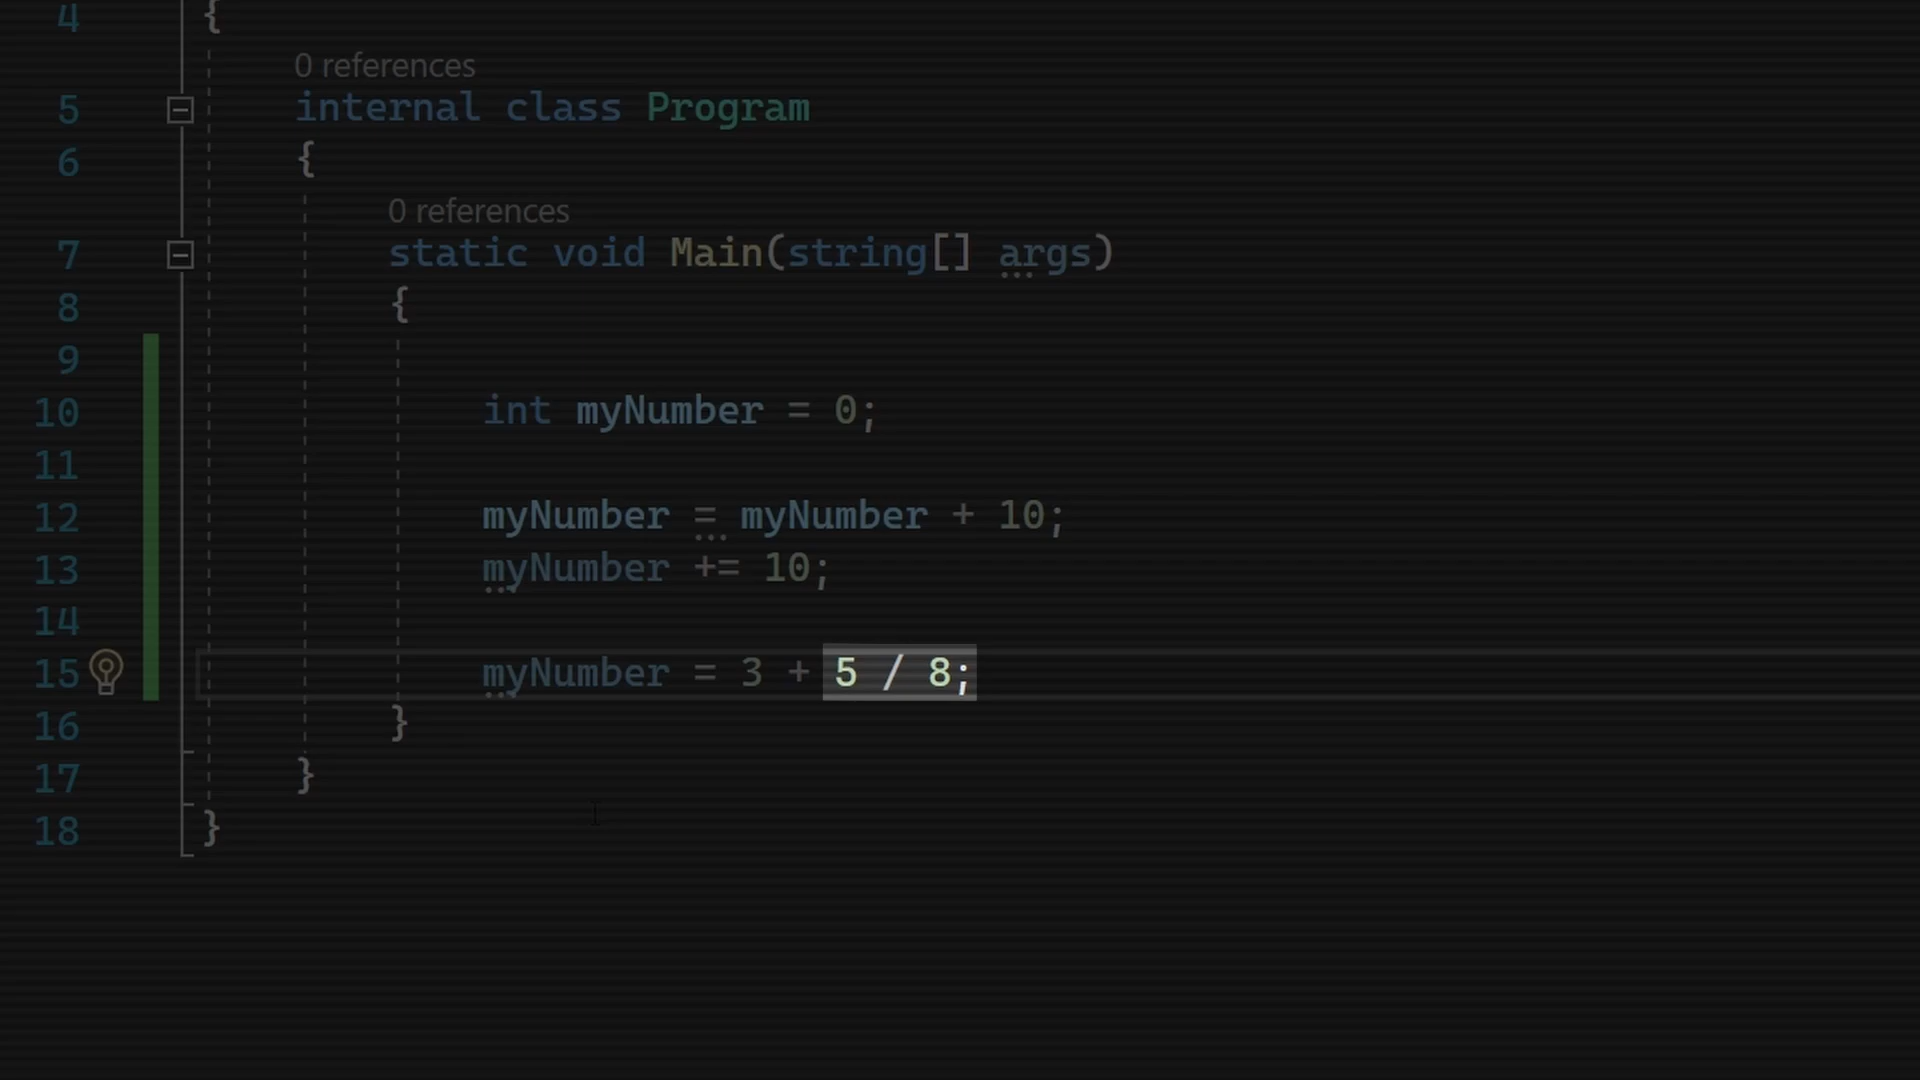 4 {
0 references
5 internal class Program
6 {
0 references
7 static void Main(string[] args)
8 {
9
10 int myNumber = 0;
11
12 myNumber = myNumber + 10;
13 myNumber += 10;
14
15 myNumber = 3 + 5 / 8;
16 }
17 }
18 }